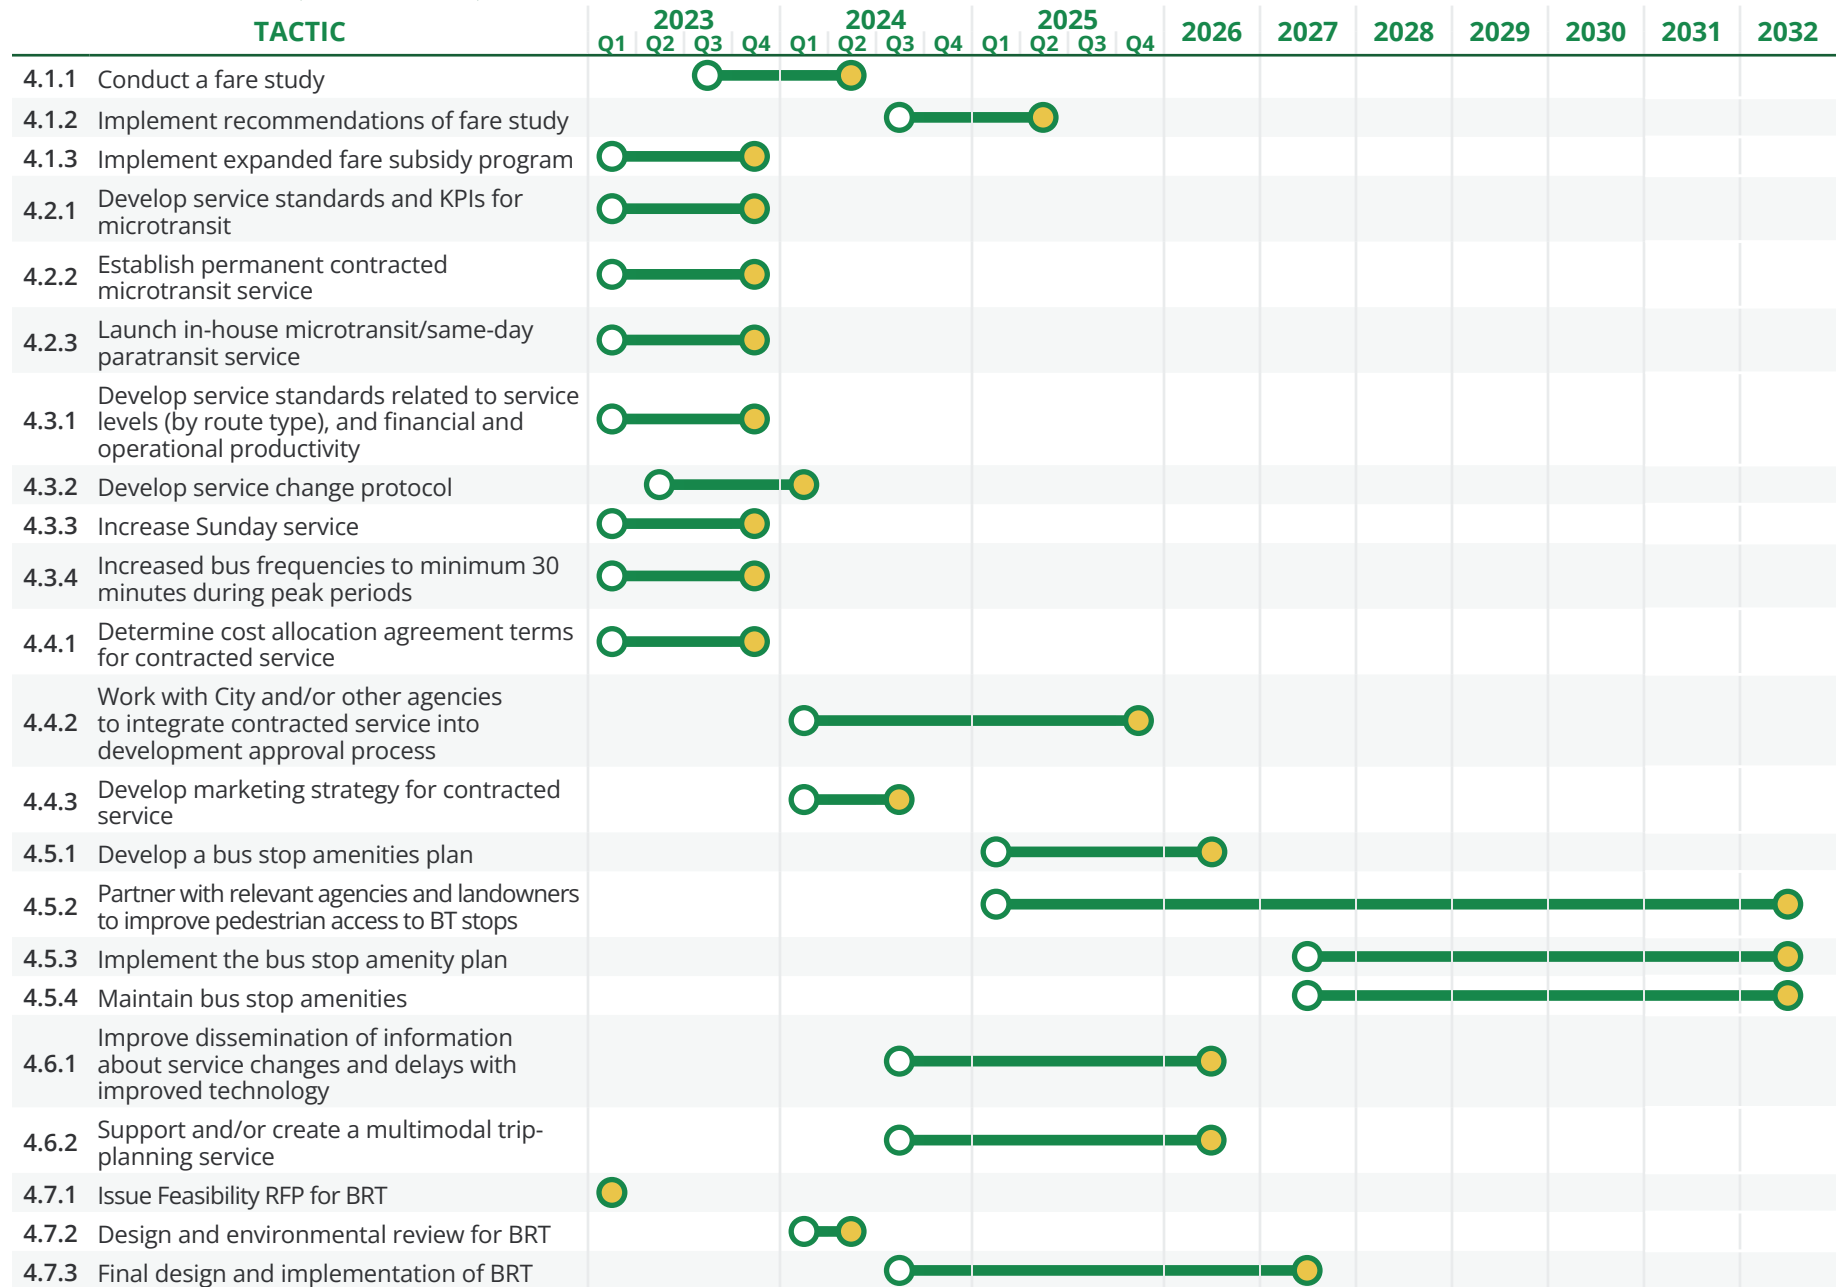 TACTIC
2023 2024 2025 2026 2027 2028 2029 2030 2031 2032
Q1 Q2 Q3 Q4 Q1 Q2 Q3 Q4 Q1 Q2 Q3 Q4
4.1.1 Conduct a fare study
4.1.2 Implement recommendations of fare study
4.1.3 Implement expanded fare subsidy program
4.2.1 Develop service standards and KPIs for
microtransit
4.2.2 Establish permanent contracted
microtransit service
4.2.3 Launch in-house microtransit/same-day
paratransit service
4.3.1 Develop service standards related to service
levels (by route type), and financial and
operational productivity
4.3.2 Develop service change protocol
4.3.3 Increase Sunday service
4.3.4 Increased bus frequencies to minimum 30
minutes during peak periods
4.4.1 Determine cost allocation agreement terms
for contracted service
4.4.2 Work with City and/or other agencies
to integrate contracted service into
development approval process
4.4.3 Develop marketing strategy for contracted
service
4.5.1 Develop a bus stop amenities plan
4.5.2 Partner with relevant agencies and landowners
to improve pedestrian access to BT stops
4.5.3 Implement the bus stop amenity plan
4.5.4 Maintain bus stop amenities
4.6.1 Improve dissemination of information
about service changes and delays with
improved technology
4.6.2 Support and/or create a multimodal trip-
planning service
4.7.1 Issue Feasibility RFP for BRT
4.7.2 Design and environmental review for BRT
4.7.3 Final design and implementation of BRT